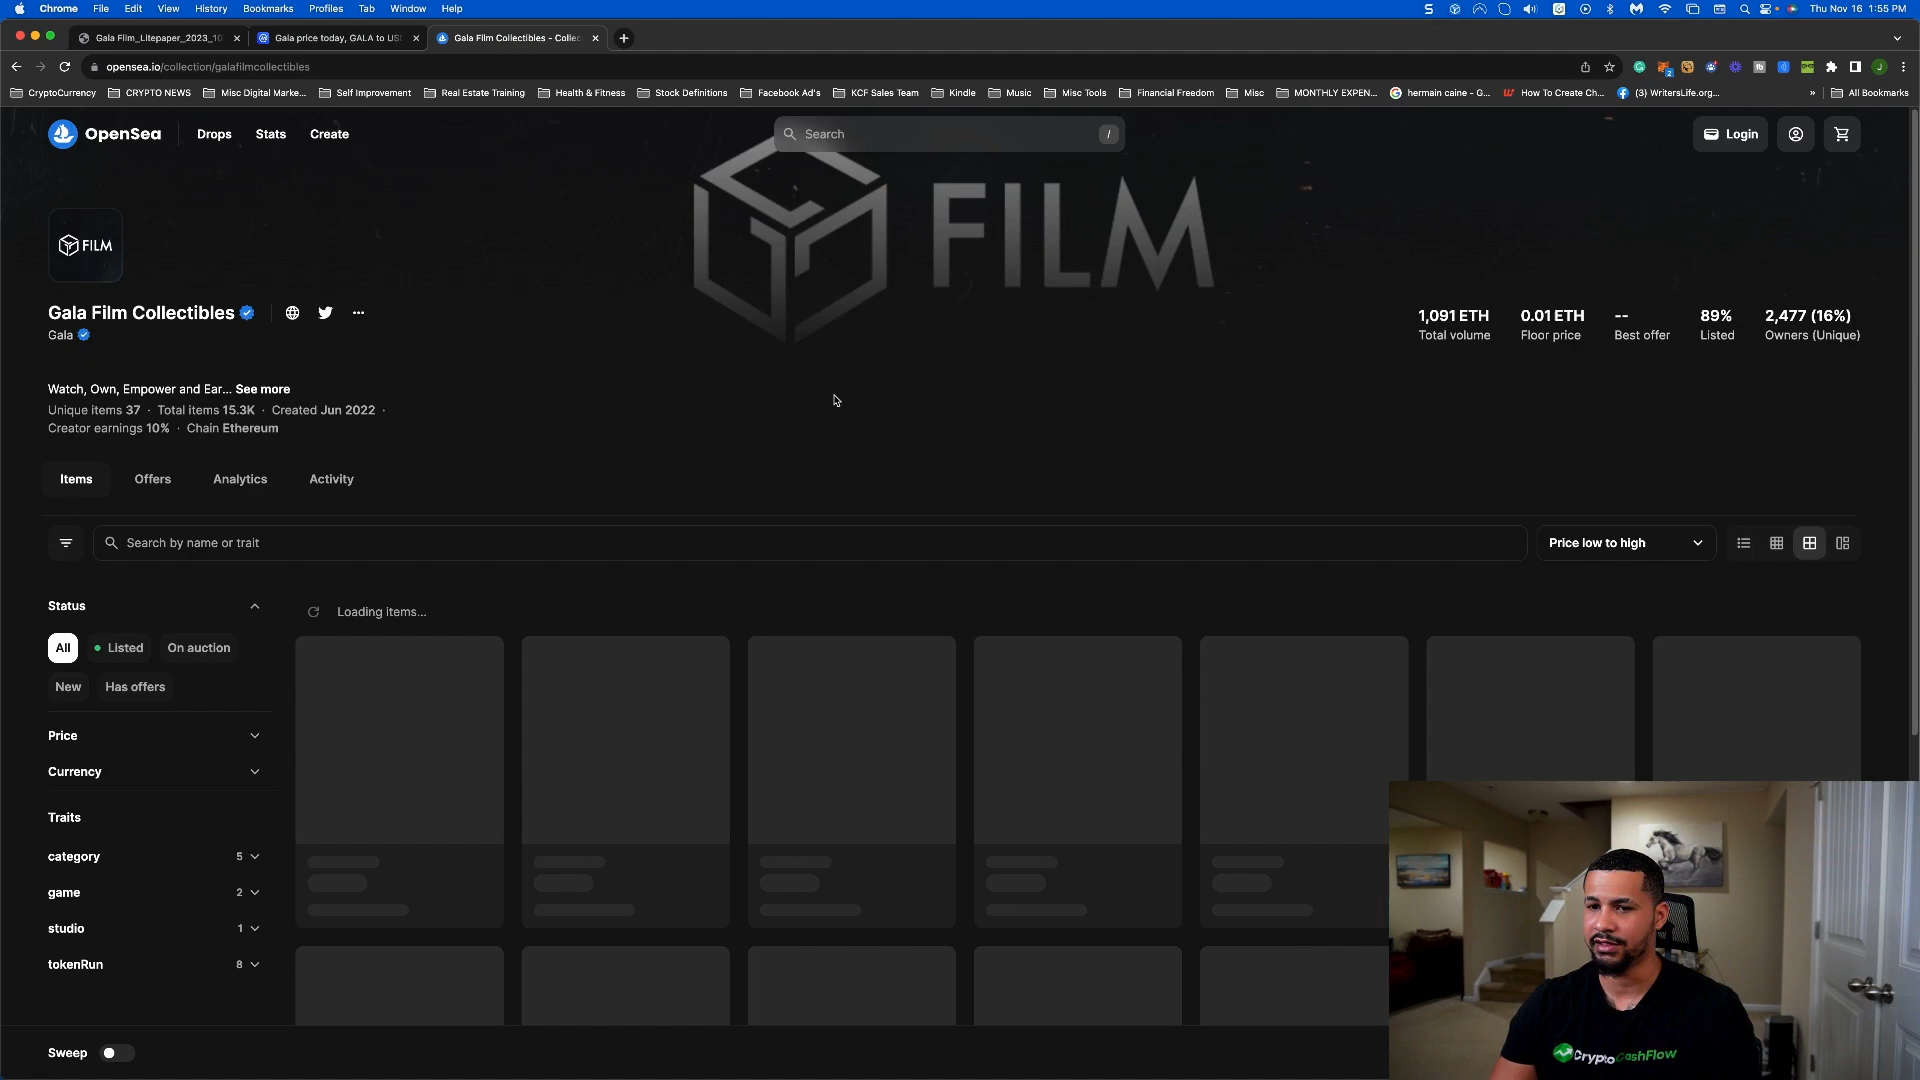 Chrome File Edit View History Bookmarks Profiles Tab Window Help
Thu Nov 16 1:55 PM
Gala Film_Litepaper_2023_10
Gala price today, GALA to US
Gala Film Collectibles - Collec
opensea.io/collection/galafilmcollectibles
CryptoCurrency CRYPTO NEWS Misc Digital Marke... Self Improvement Real Estate Training Health & Fitness Stock Definitions Facebook Ad's KCF Sales Team Kindle Music Misc Tools Financial Freedom Misc MONTHLY EXPEN... hermain caine - G... How To Create Ch... (3) WritersLife.org... » All Bookmarks
OpenSea Drops Stats Create
Search /
Login
FILM
FILM
Gala Film Collectibles
Gala
1,091 ETH 0.01 ETH -- 89% 2,477 (16%)
Total volume Floor price Best offer Listed Owners (Unique)
Watch, Own, Empower and Ear... See more
Unique items 37 · Total items 15.3K · Created Jun 2022 ·
Creator earnings 10% · Chain Ethereum
Items Offers Analytics Activity
Search by name or trait
Price low to high
Status
Loading items...
All Listed On auction
New Has offers
Price
Currency
Traits
category 5
game 2
studio 1
tokenRun 8
Sweep
CryptoCashFlow